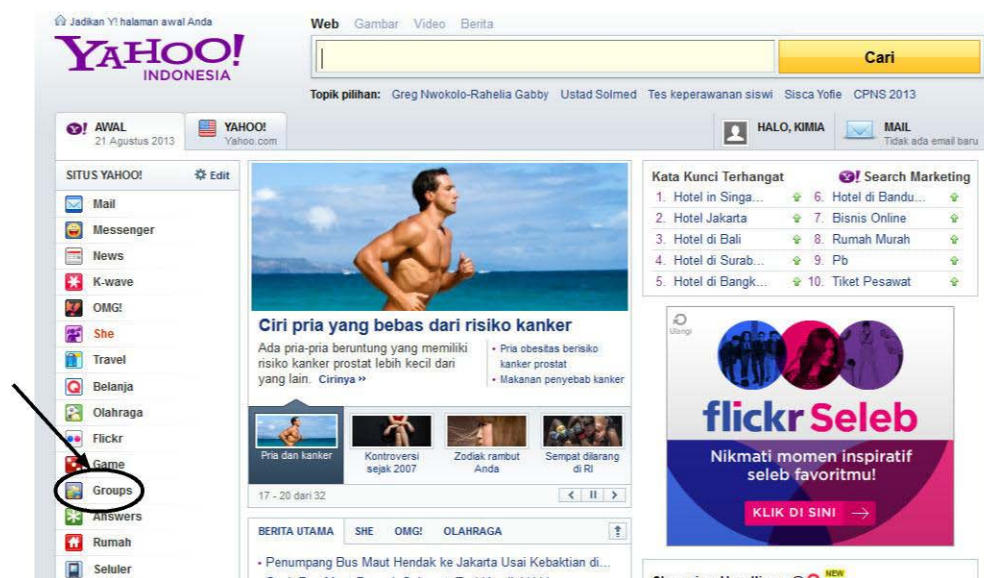 Jadikan Y! halaman awal Anda
YAHOO!
INDONESIA
Web Gambar Video Berita
Cari
Topik pilihan: Greg Nwokolo-Rahelia Gabby Ustad Solmed Tes keperawanan siswi Sisca Yofie CPNS 2013
AWAL
21 Agustus 2013
YAHOO!
Yahoo.com
HALO, KIMIA
MAIL
Tidak ada email baru
SITUS YAHOO! Edit
Mail
Messenger
News
K-wave
OMG!
She
Travel
Belanja
Olahraga
Flickr
Game
Groups
Answers
Rumah
Seluler
Ciri pria yang bebas dari risiko kanker
Ada pria-pria beruntung yang memiliki
risiko kanker prostat lebih kecil dari
yang lain. Cirinya »
• Pria obesitas berisiko
kanker prostat
• Makanan penyebab kanker
Pria dan kanker
Kontroversi
sejak 2007
Zodiak rambut
Anda
Sempat dilarang
di RI
17 - 20 dari 32
BERITA UTAMA SHE OMG! OLAHRAGA
• Penumpang Bus Maut Hendak ke Jakarta Usai Kebaktian di...
Kata Kunci Terhangat
Y! Search Marketing
1. Hotel in Singa...
2. Hotel Jakarta
3. Hotel di Bali
4. Hotel di Surab...
5. Hotel di Bangk...
6. Hotel di Bandu...
7. Bisnis Online
8. Rumah Murah
9. Pb
10. Tiket Pesawat
Ulangi
flickr Seleb
Nikmati momen inspiratif
seleb favoritmu!
KLIK DI SINI
NEW